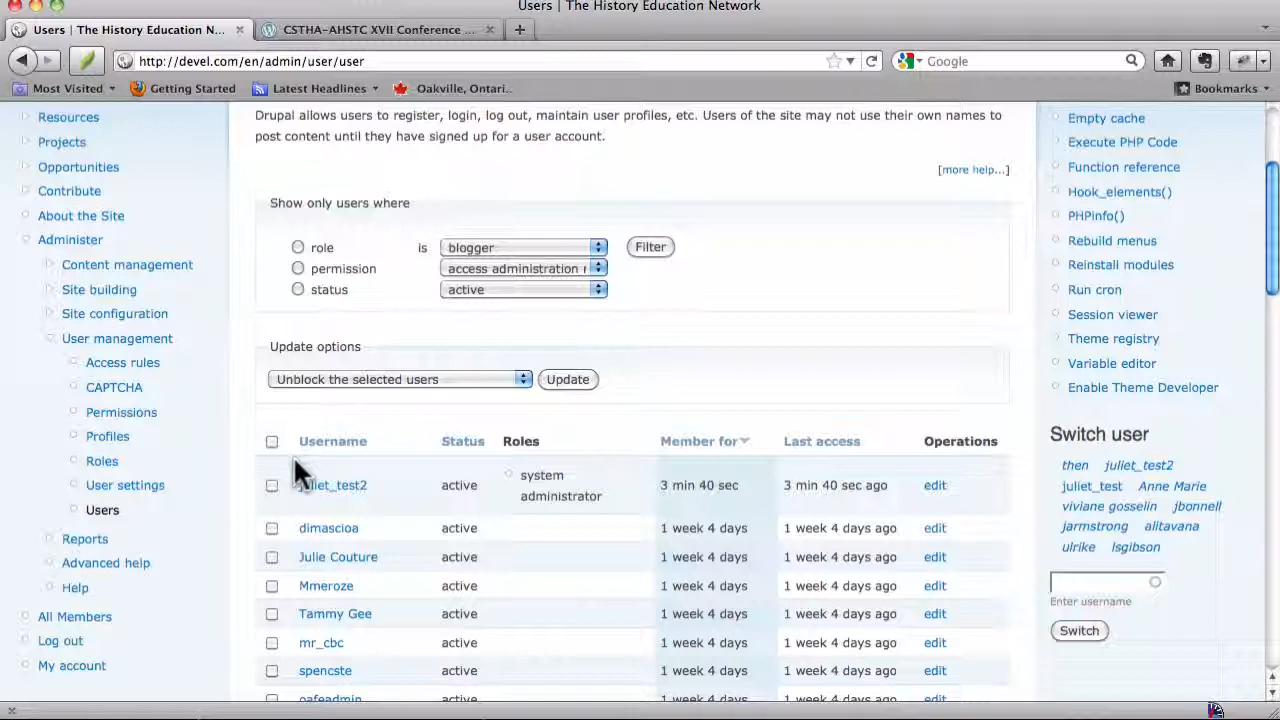 Users | The History Education Network
Users | The History Education N...
CSTHA-AHSTC XVII Conference ...
http://devel.com/en/admin/user/user
Google
Most Visited
Getting Started
Latest Headlines
Oakville, Ontari..
Bookmarks
Resources
Projects
Opportunities
Contribute
About the Site
Administer
Content management
Site building
Site configuration
User management
Access rules
CAPTCHA
Permissions
Profiles
Roles
User settings
Users
Reports
Advanced help
Help
All Members
Log out
My account
Drupal allows users to register, login, log out, maintain user profiles, etc. Users of the site may not use their own names to
post content until they have signed up for a user account.
[more help...]
Show only users where
role is blogger Filter
permission access administration
status active
Update options
Unblock the selected users Update
Username Status Roles Member for Last access Operations
juliet_test2 active system administrator 3 min 40 sec 3 min 40 sec ago edit
dimascioa active 1 week 4 days 1 week 4 days ago edit
Julie Couture active 1 week 4 days 1 week 4 days ago edit
Mmeroze active 1 week 4 days 1 week 4 days ago edit
Tammy Gee active 1 week 4 days 1 week 4 days ago edit
mr_cbc active 1 week 4 days 1 week 4 days ago edit
spencste active 1 week 4 days 1 week 4 days ago edit
oafeadmin active 1 week 4 days 1 week 4 days ago edit
Empty cache
Execute PHP Code
Function reference
Hook_elements()
PHPinfo()
Rebuild menus
Reinstall modules
Run cron
Session viewer
Theme registry
Variable editor
Enable Theme Developer
Switch user
then juliet_test2
juliet_test Anne Marie
viviane gosselin jbonnell
jarmstrong alitavana
ulrike lsgibson
Enter username
Switch